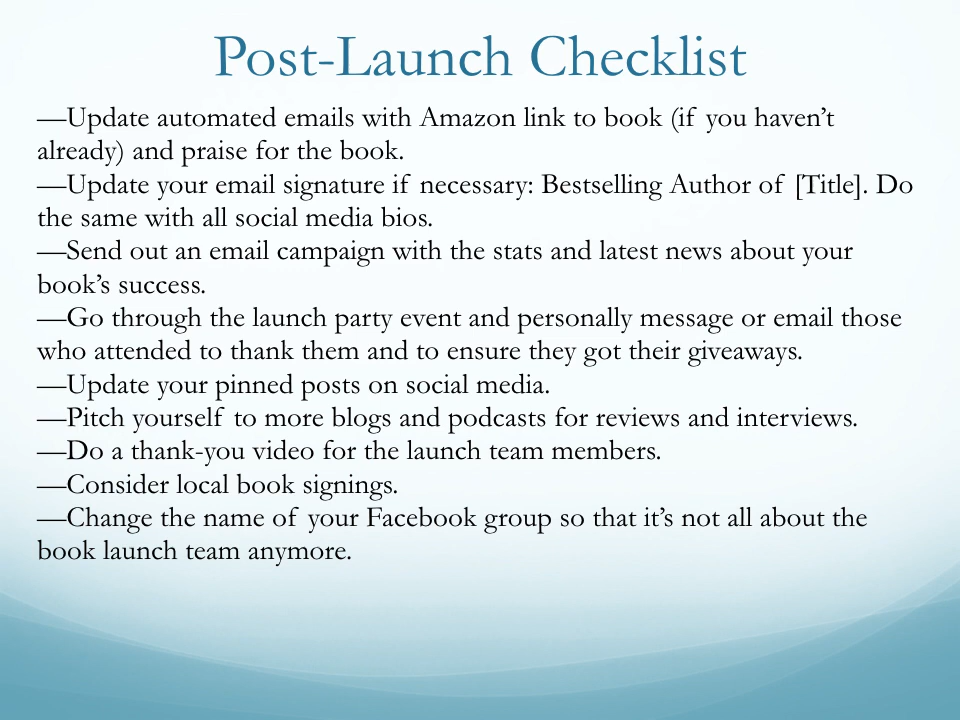 Post-Launch Checklist
—Update automated emails with Amazon link to book (if you haven’t
already) and praise for the book.
—Update your email signature if necessary: Bestselling Author of [Title]. Do
the same with all social media bios.
—Send out an email campaign with the stats and latest news about your
book’s success.
—Go through the launch party event and personally message or email those
who attended to thank them and to ensure they got their giveaways.
—Update your pinned posts on social media.
—Pitch yourself to more blogs and podcasts for reviews and interviews.
—Do a thank-you video for the launch team members.
—Consider local book signings.
—Change the name of your Facebook group so that it’s not all about the
book launch team anymore.